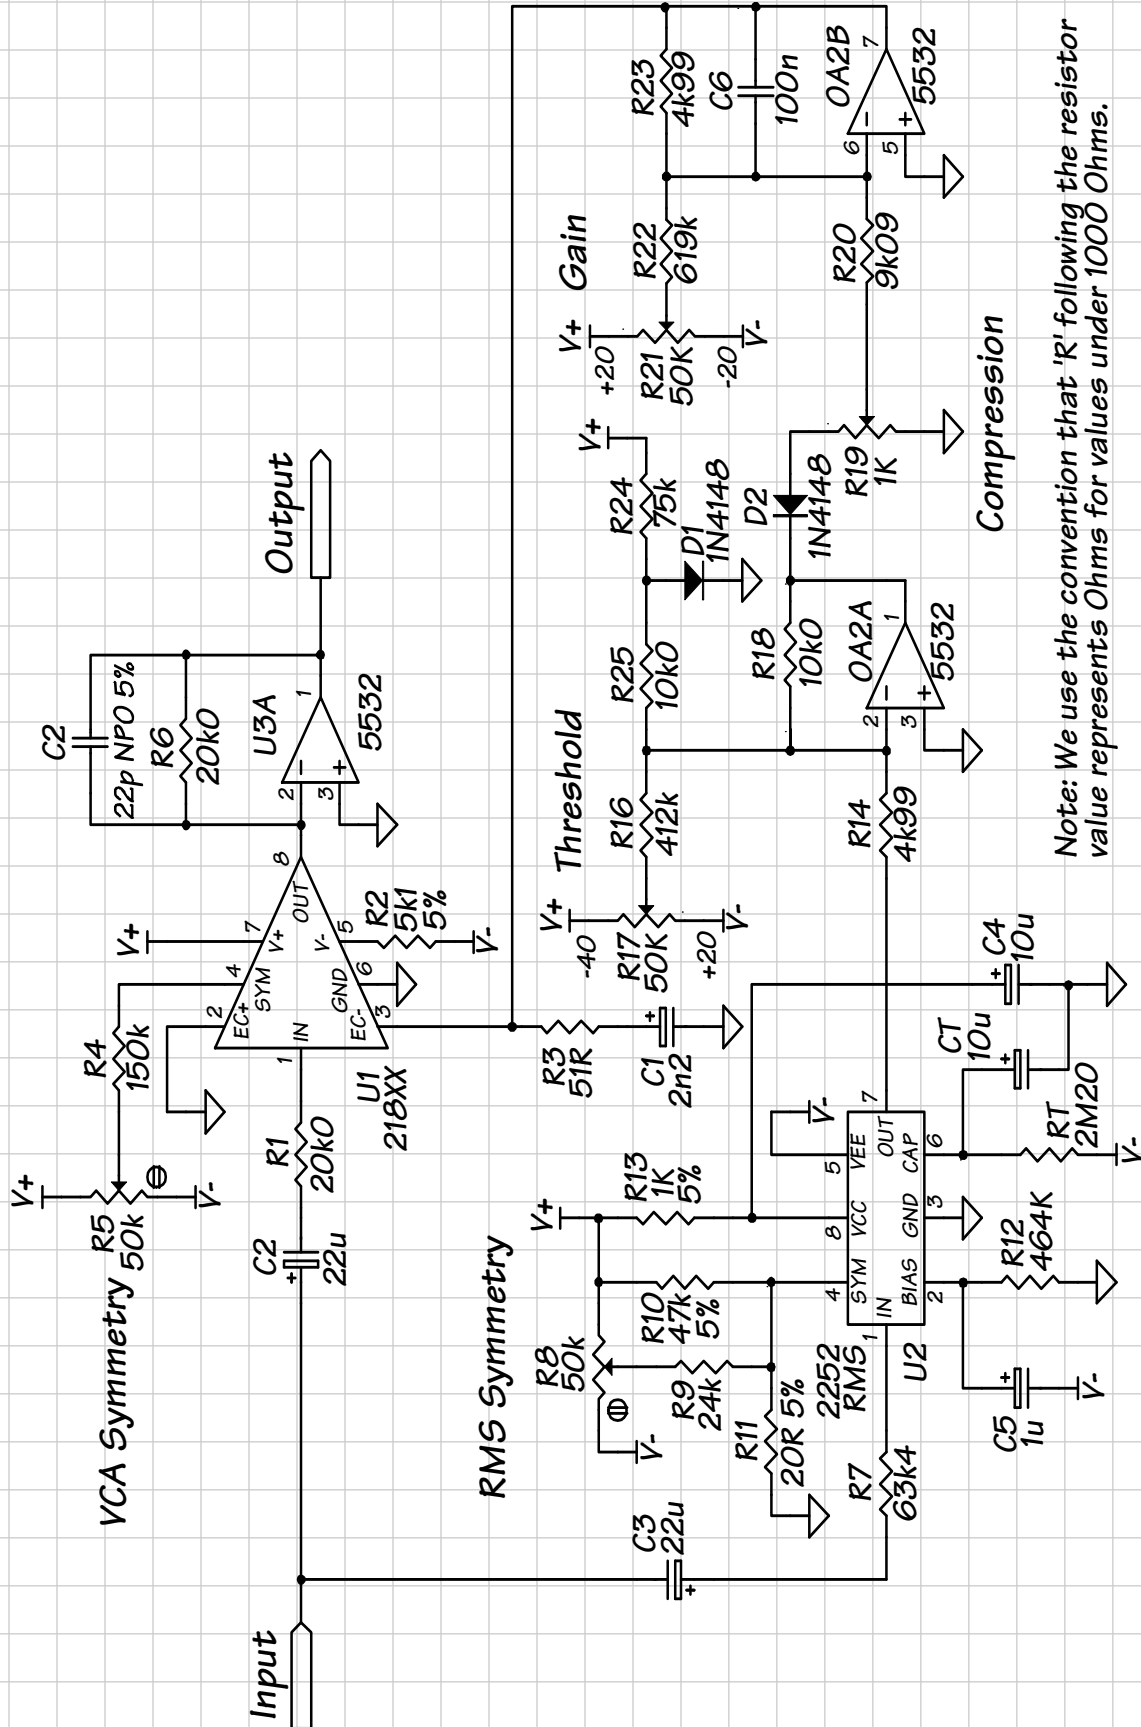 Input
VCA Symmetry
V+
R5
50k
V-
R4
150k
V+
C2
22u
R1
20k0
1
2
4
7
8
EC+
SYM
V+
IN
OUT
EC-
GND
V-
3
6
5
U1
218XX
R2
5k1
5%
V-
C2
22p NPO 5%
R6
20k0
U3A
2
3
1
5532
Output
RMS Symmetry
V+
R8
50k
V-
R13
1K
5%
R10
47k
5%
R9
24k
R11
20R 5%
C3
22u
R7
63k4
2252
RMS
U2
1
4
8
5
7
IN
SYM
VCC
VEE
OUT
BIAS
GND
CAP
2
3
6
V-
C5
1u
V-
R12
464K
RT
2M20
V-
CT
10u
C4
10u
R3
51R
C1
2n2
Threshold
V+
-40
R17
50K
+20
V-
R16
412k
R25
10k0
R24
75k
V+
D1
1N4148
R14
4k99
R18
10k0
OA2A
2
3
1
5532
D2
1N4148
R19
1K
Compression
Gain
V+
+20
R21
50K
-20
V-
R22
619k
R20
9k09
R23
4k99
C6
100n
OA2B
6
5
7
5532
Note: We use the convention that 'R' following the resistor
value represents Ohms for values under 1000 Ohms.